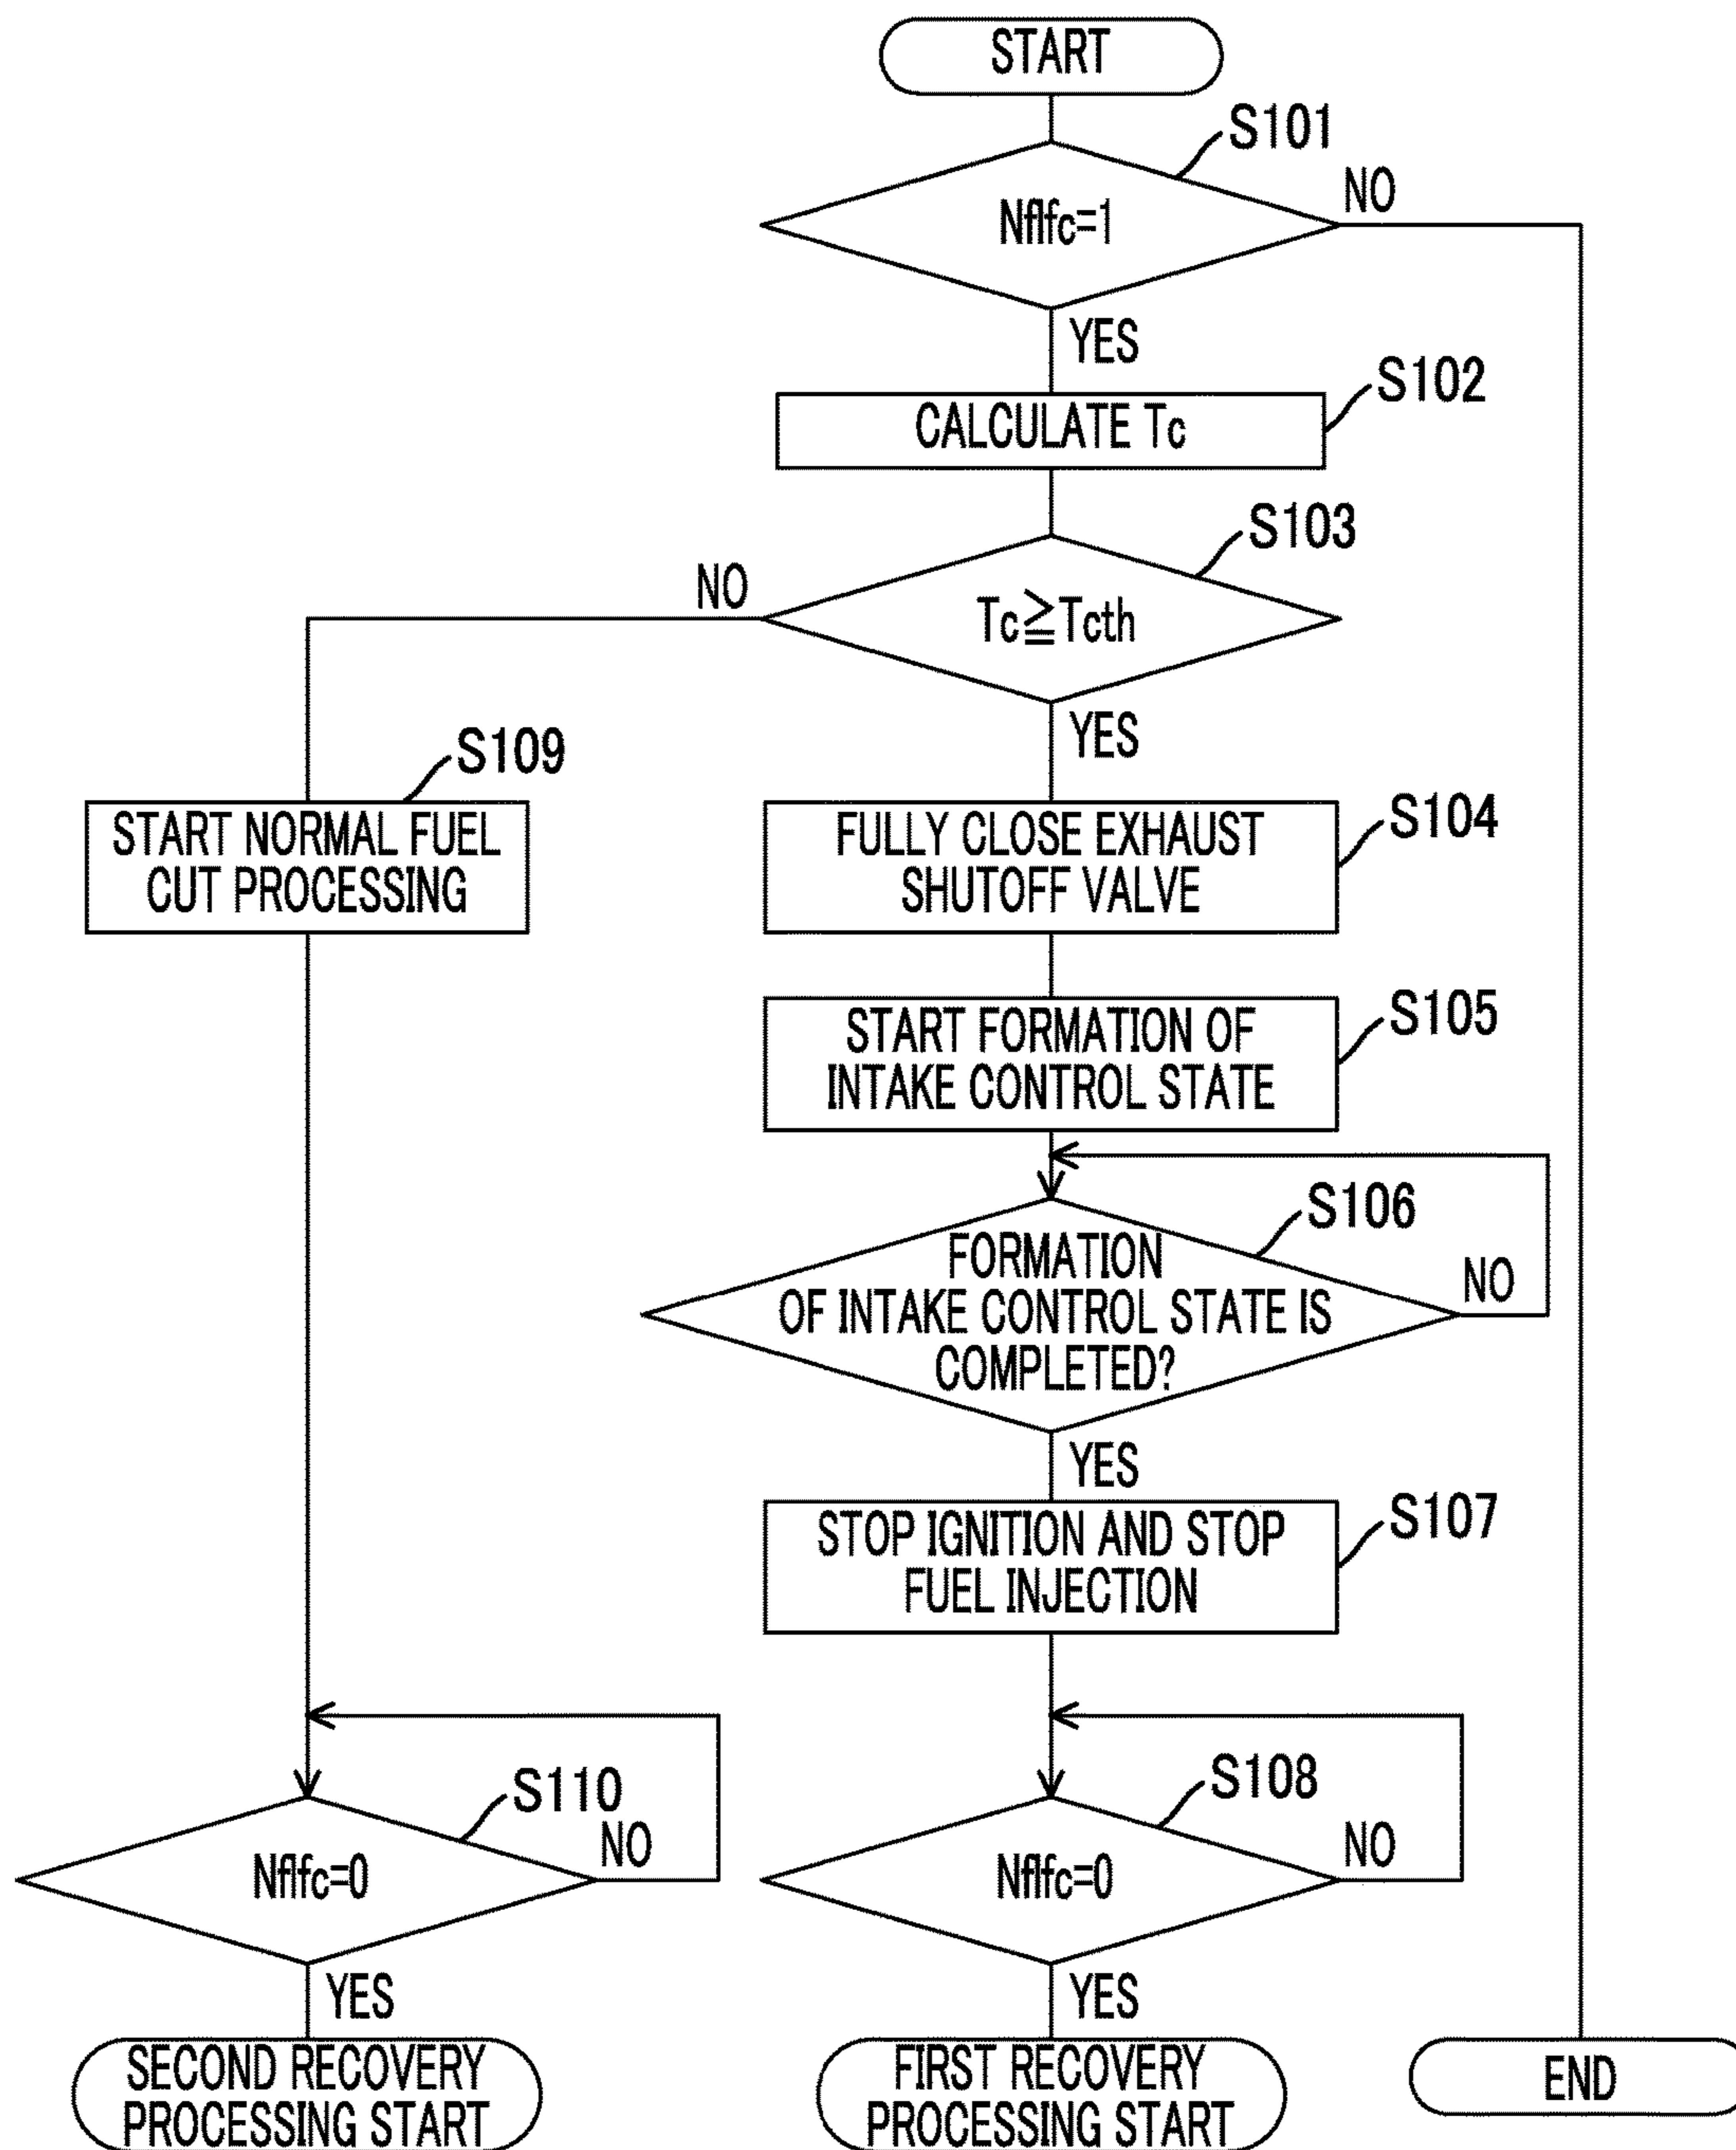 START
S101
Nflfc=1
NO
YES
S102
CALCULATE Tc
S103
Tc≧Tcth
NO
YES
S109
START NORMAL FUEL
CUT PROCESSING
S104
FULLY CLOSE EXHAUST
SHUTOFF VALVE
S105
START FORMATION OF
INTAKE CONTROL STATE
S106
FORMATION
OF INTAKE CONTROL STATE IS
COMPLETED?
NO
YES
S107
STOP IGNITION AND STOP
FUEL INJECTION
S110
Nflfc=0
NO
YES
S108
Nflfc=0
NO
YES
SECOND RECOVERY
PROCESSING START
FIRST RECOVERY
PROCESSING START
END